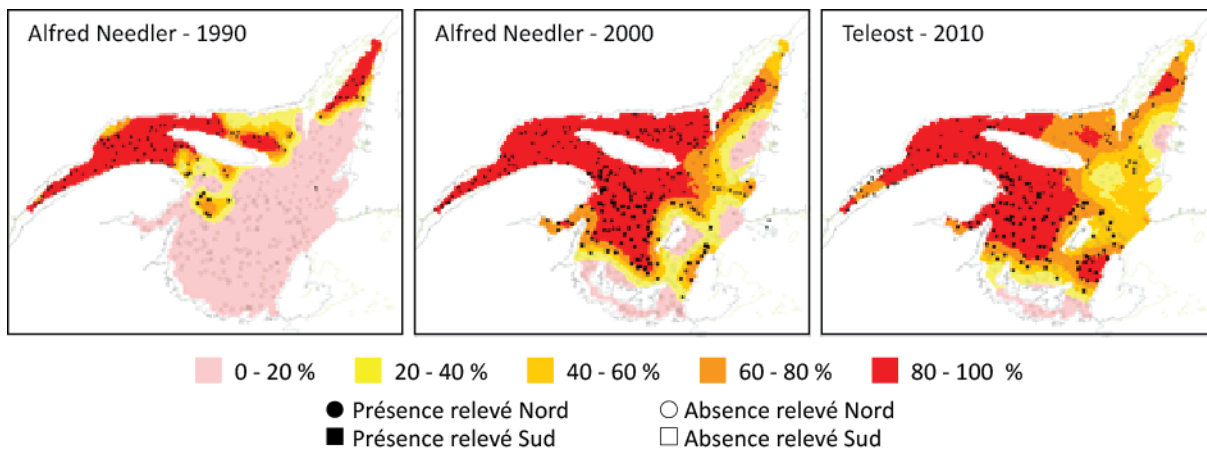 Alfred Needler - 1990
Alfred Needler - 2000
Teleost - 2010
0 - 20 %
20 - 40 %
40 - 60 %
60 - 80 %
80 - 100 %
Présence relevé Nord
Absence relevé Nord
Présence relevé Sud
Absence relevé Sud